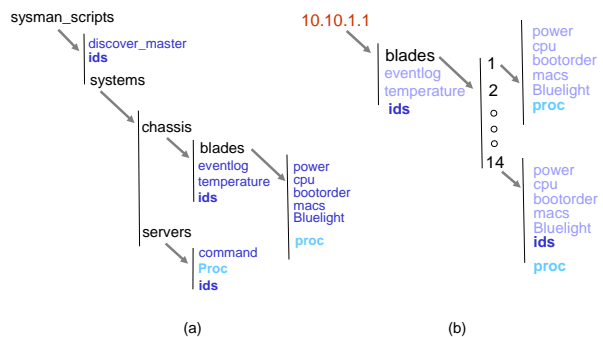 sysman_scripts
discover_master
ids
systems
chassis
blades
eventlog
temperature
ids
power
cpu
bootorder
macs
Bluelight
proc
servers
command
Proc
ids
(a)
10.10.1.1
blades
eventlog
temperature
ids
1
2
14
power
cpu
bootorder
macs
Bluelight
proc
power
cpu
bootorder
macs
Bluelight
ids
proc
(b)